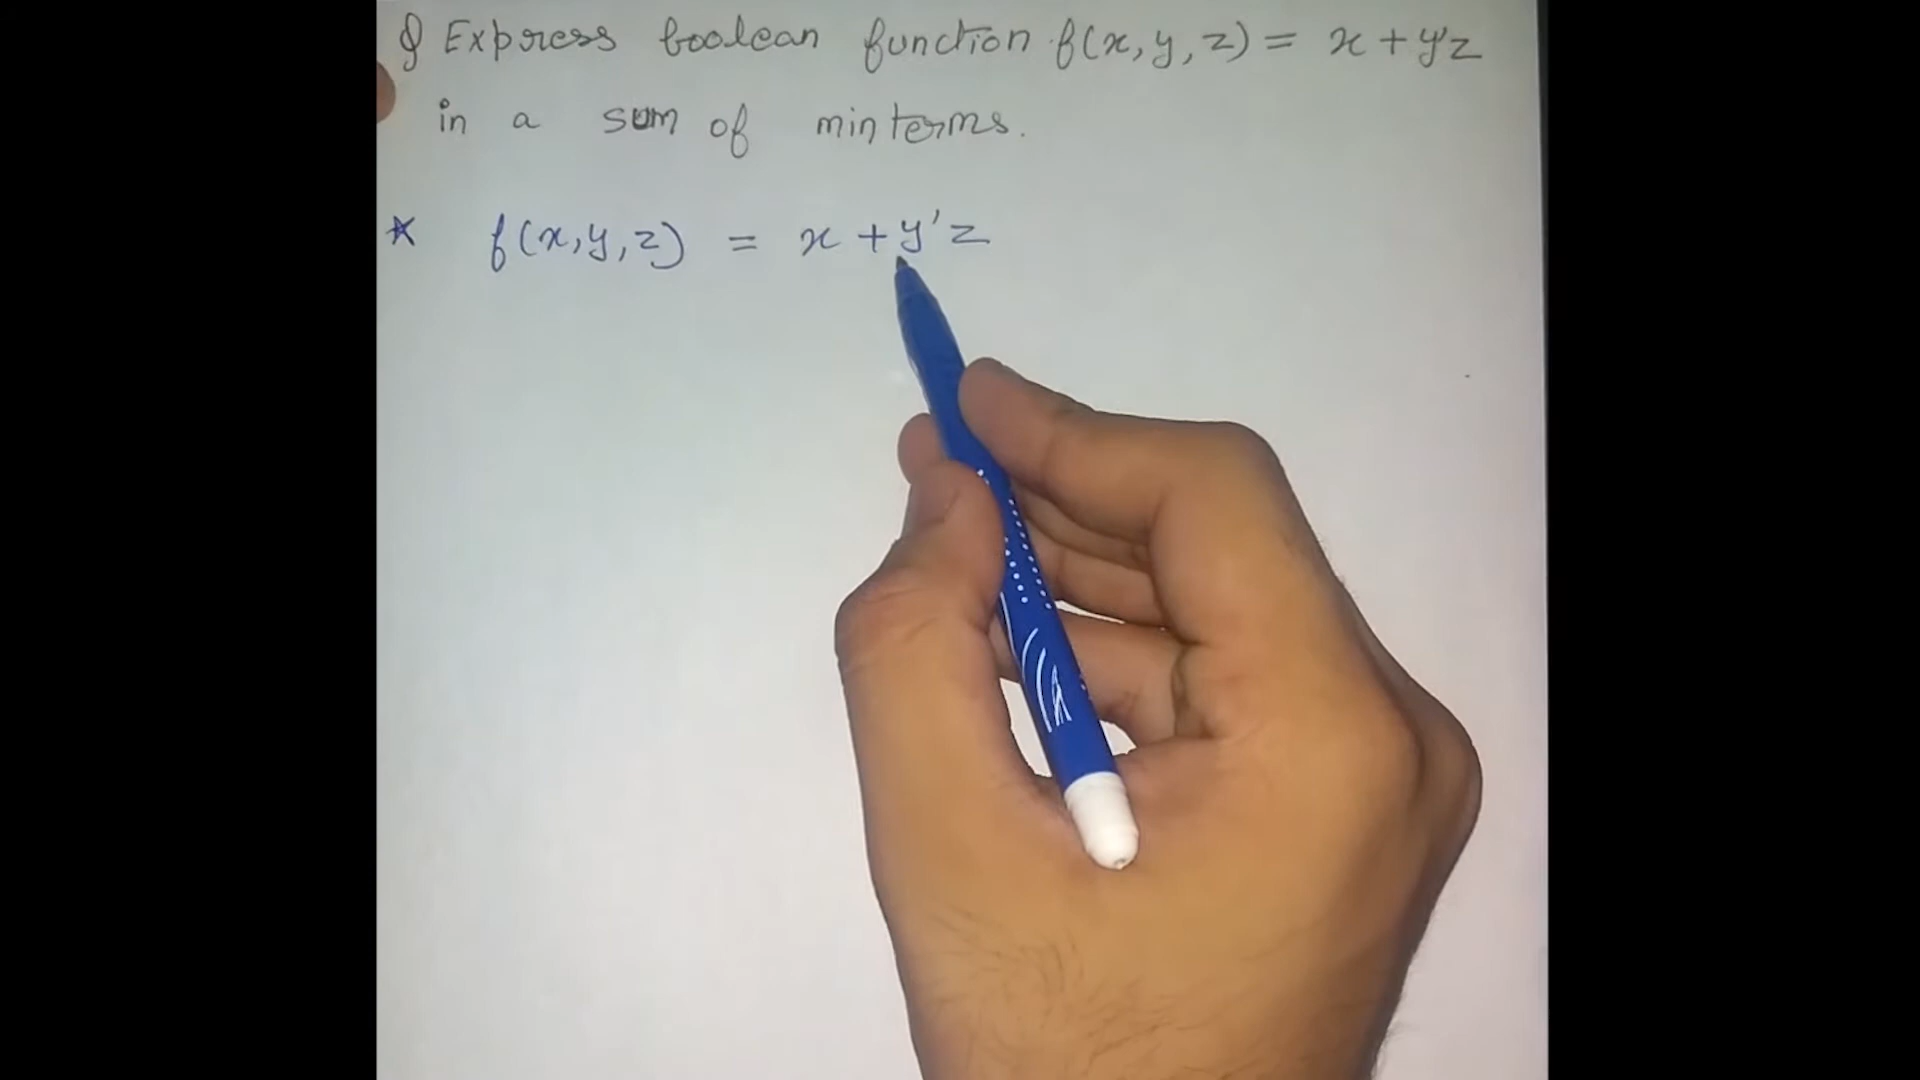 Q Express boolean function f(x,y,z) = x + y'z
in a sum of minterms.
* f(x,y,z) = x + y'z